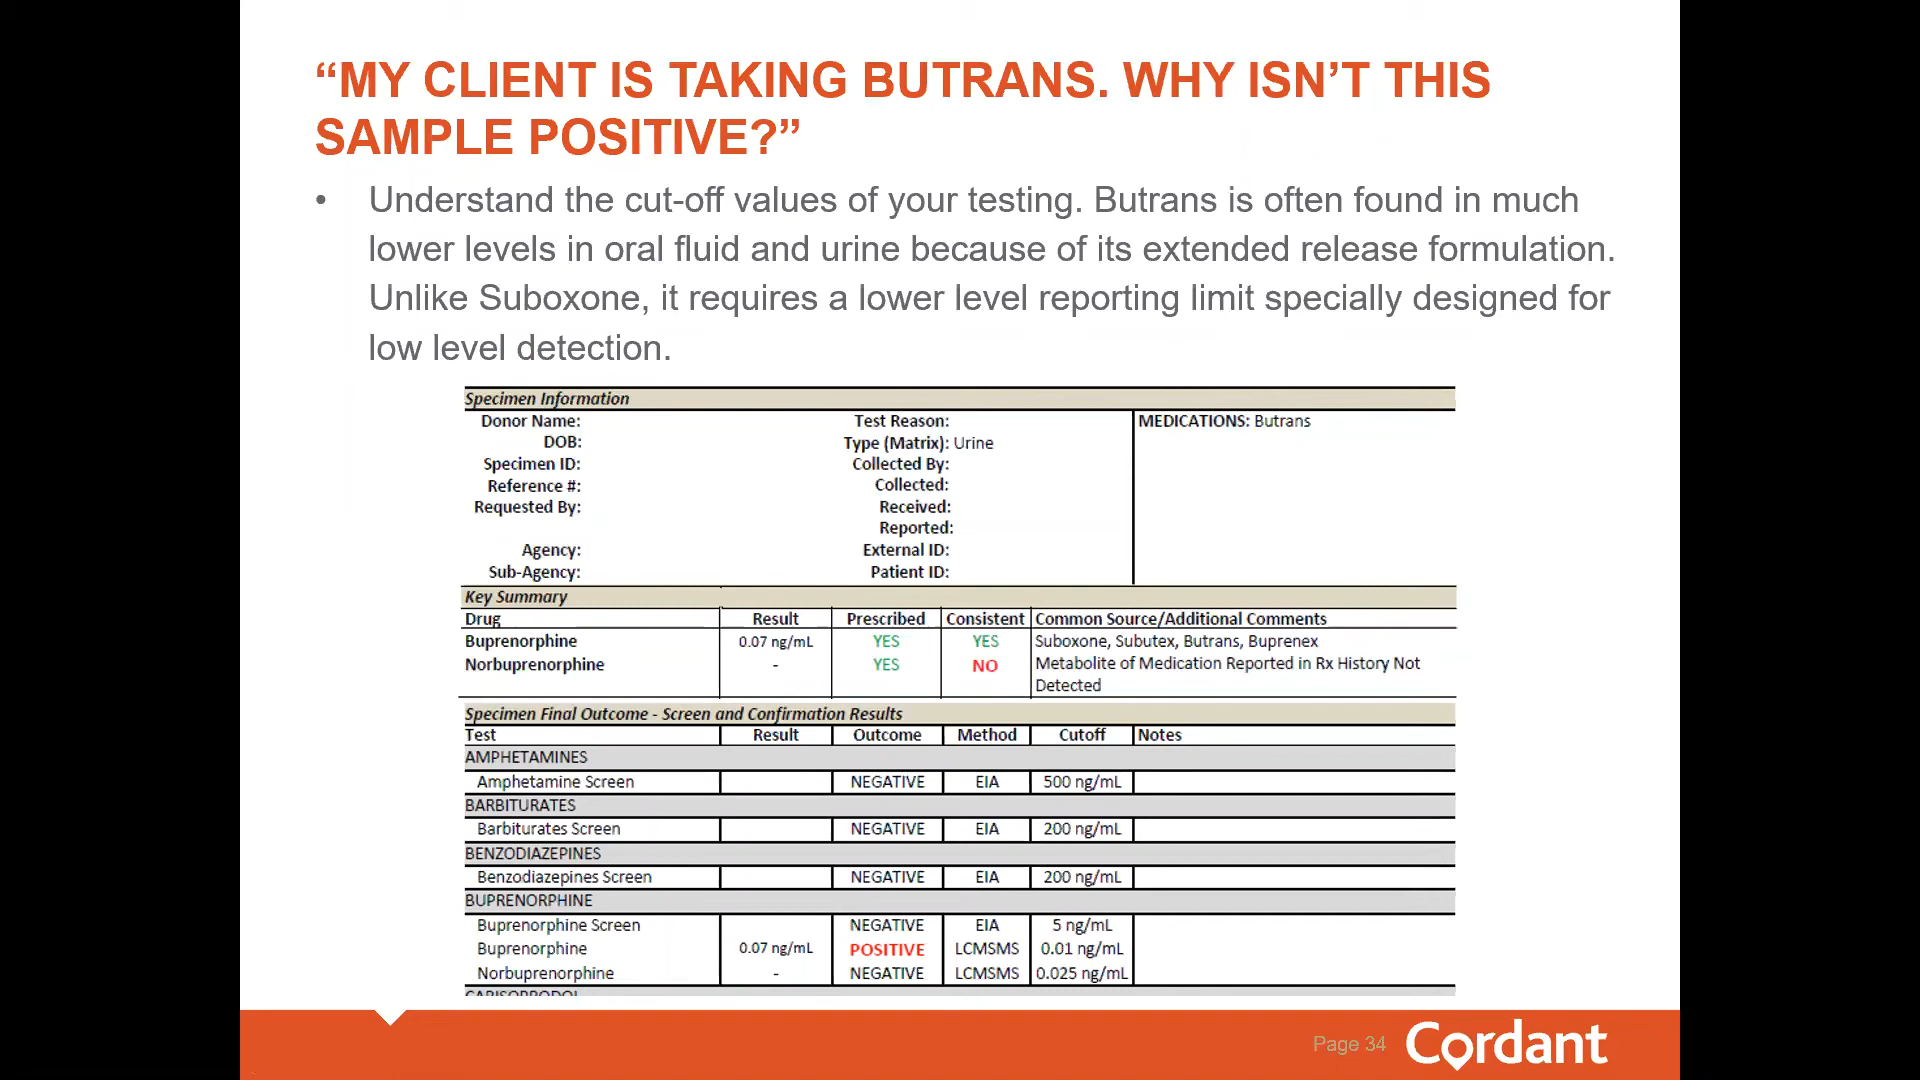 “MY CLIENT IS TAKING BUTRANS. WHY ISN’T THIS
SAMPLE POSITIVE?”
• Understand the cut-off values of your testing. Butrans is often found in much
lower levels in oral fluid and urine because of its extended release formulation.
Unlike Suboxone, it requires a lower level reporting limit specially designed for
low level detection.
Specimen Information
Donor Name: Test Reason: MEDICATIONS: Butrans
DOB: Type (Matrix): Urine
Specimen ID: Collected By:
Reference #: Collected:
Requested By: Received:
Reported:
Agency: External ID:
Sub-Agency: Patient ID:
Key Summary
Drug Result Prescribed Consistent Common Source/Additional Comments
Buprenorphine 0.07 ng/mL YES YES Suboxone, Subutex, Butrans, Buprenex
Norbuprenorphine - YES NO Metabolite of Medication Reported in Rx History Not
Detected
Specimen Final Outcome - Screen and Confirmation Results
Test Result Outcome Method Cutoff Notes
AMPHETAMINES
Amphetamine Screen NEGATIVE EIA 500 ng/mL
BARBITURATES
Barbiturates Screen NEGATIVE EIA 200 ng/mL
BENZODIAZEPINES
Benzodiazepines Screen NEGATIVE EIA 200 ng/mL
BUPRENORPHINE
Buprenorphine Screen NEGATIVE EIA 5 ng/mL
Buprenorphine 0.07 ng/mL POSITIVE LCMSMS 0.01 ng/mL
Norbuprenorphine - NEGATIVE LCMSMS 0.025 ng/mL
CARISOPRODOL
Page 34 Cordant